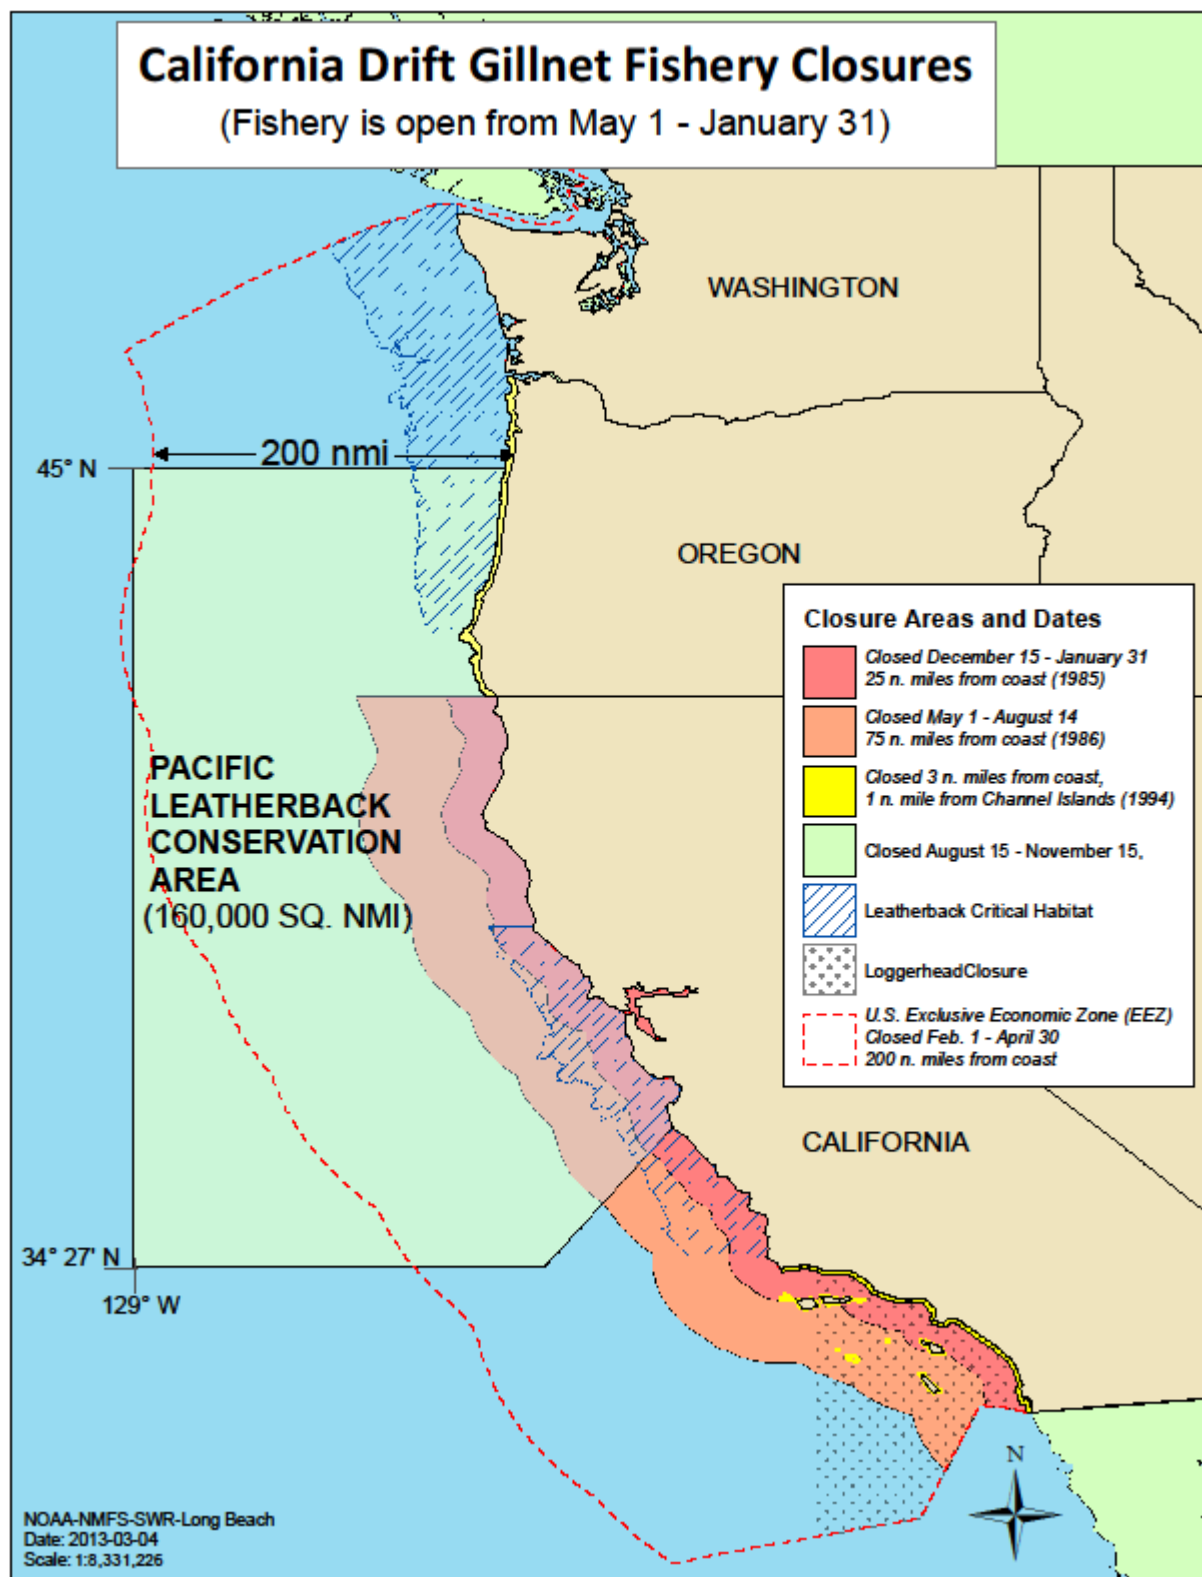 California Drift Gillnet Fishery Closures
(Fishery is open from May 1 - January 31)
WASHINGTON
200 nmi
45° N
OREGON
Closure Areas and Dates
Closed December 15 - January 31
25 n. miles from coast (1985)
Closed May 1 - August 14
75 n. miles from coast (1986)
Closed 3 n. miles from coast,
1 n. mile from Channel Islands (1994)
Closed August 15 - November 15,
Leatherback Critical Habitat
LoggerheadClosure
U.S. Exclusive Economic Zone (EEZ)
Closed Feb. 1 - April 30
200 n. miles from coast
PACIFIC
LEATHERBACK
CONSERVATION
AREA
(160,000 SQ. NMI)
CALIFORNIA
34° 27' N
129° W
N
NOAA-NMFS-SWR-Long Beach
Date: 2013-03-04
Scale: 1:8,331,226